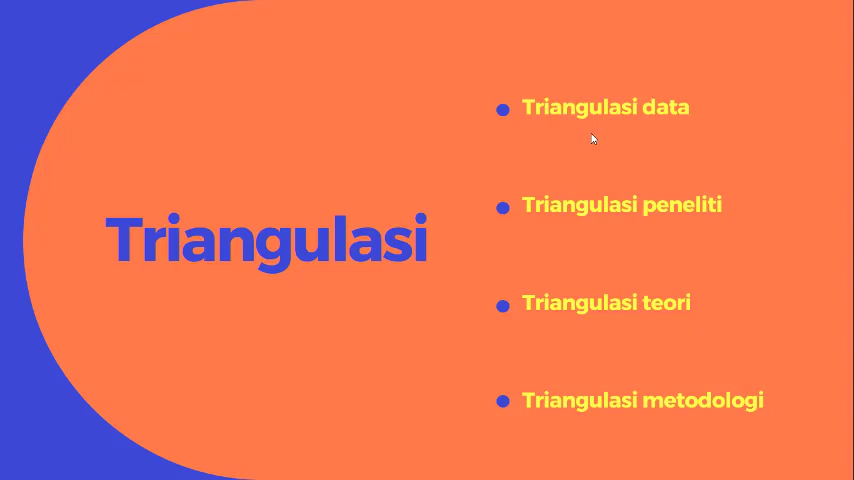 Triangulasi
Triangulasi data
Triangulasi peneliti
Triangulasi teori
Triangulasi metodologi